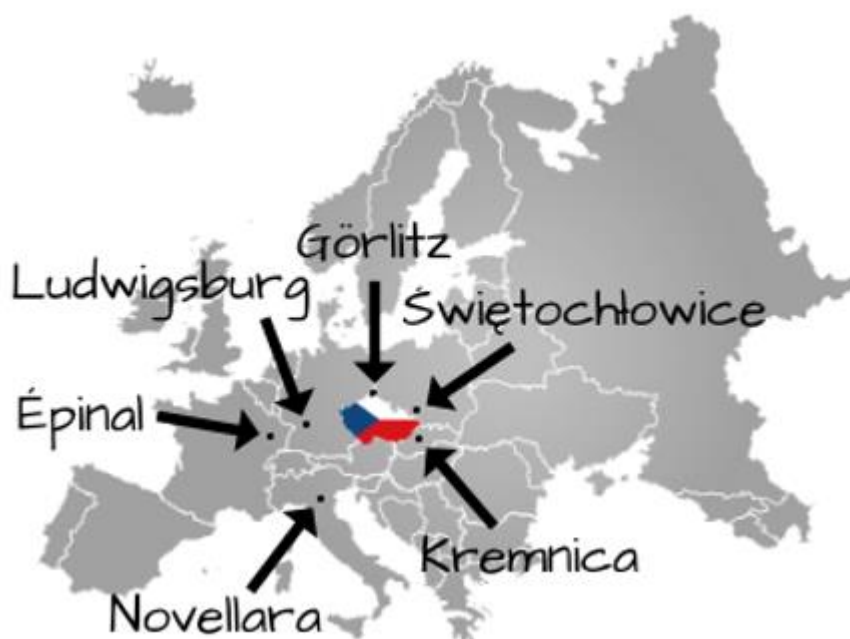 Görlitz
Ludwigsburg
Świętochłowice
Épinal
Kremnica
Novellara